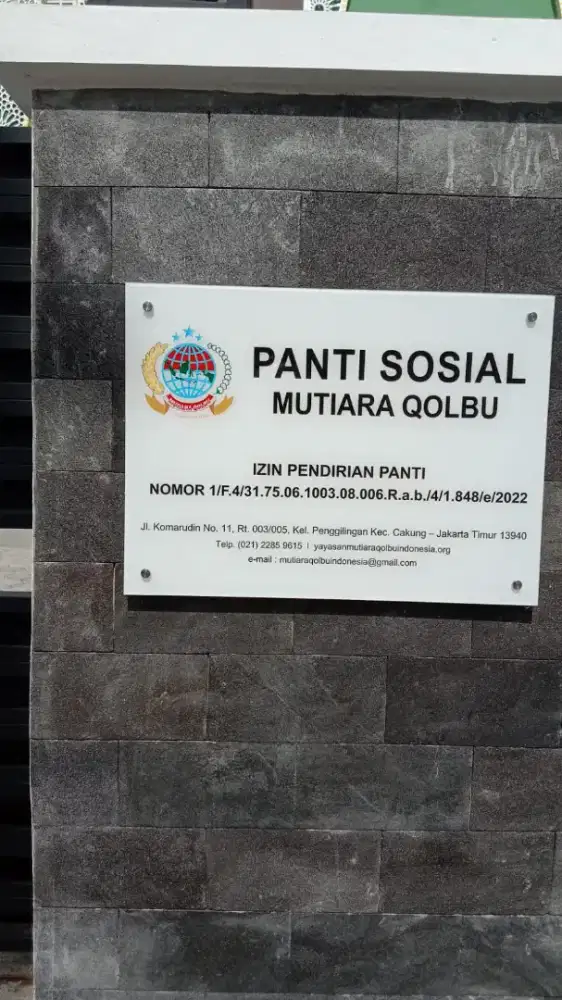 PANTI SOSIAL
MUTIARA QOLBU
IZIN PENDIRIAN PANTI
NOMOR 1/F.4/31.75.06.1003.08.006.R.a.b./4/1.848/e/2022
Jl. Komarudin No. 11, Rt. 003/005, Kel. Penggilingan Kec. Cakung – Jakarta Timur 13940
Telp. (021) 2285 9615 I yayasanmutiaraqolbuindonesia.org
e-mail : mutiaraqolbuindonesia@gmail.com